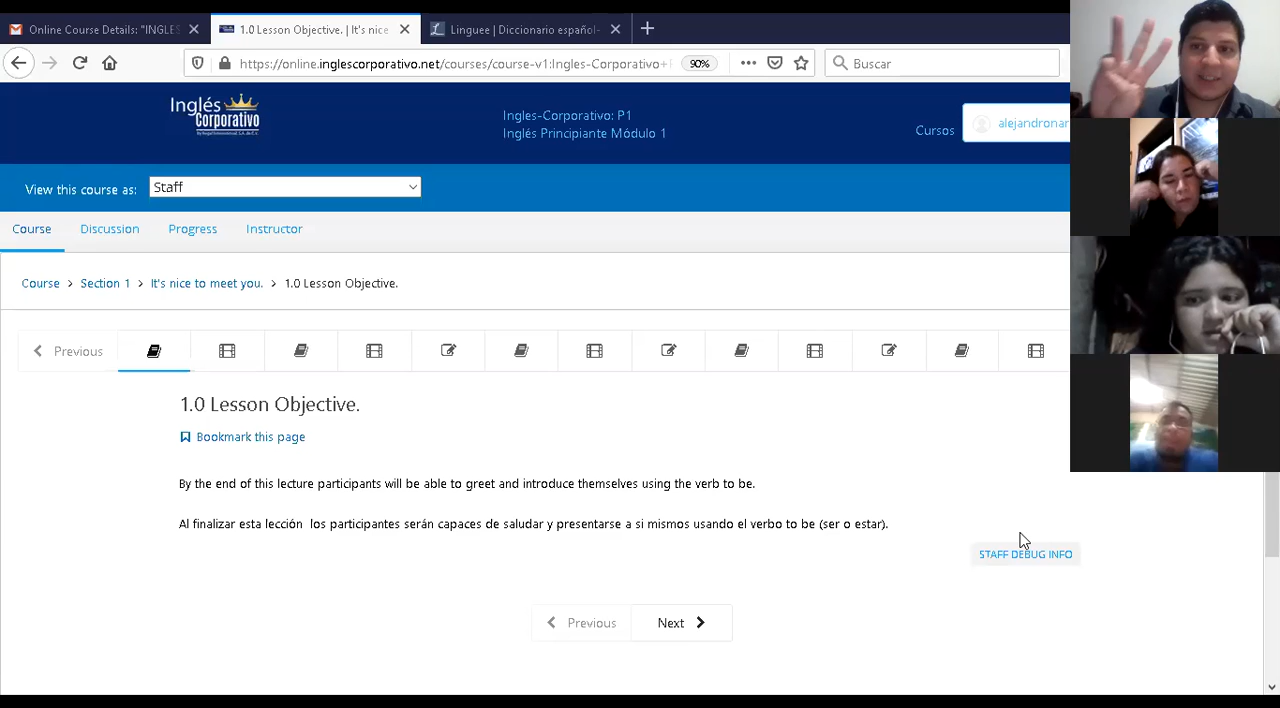 Online Course Details: "INGLES
1.0 Lesson Objective. | It's nice
Linguee | Diccionario español-
https://online.inglescorporativo.net/courses/course-v1:Ingles-Corporativo+
90%
Buscar
Inglés
Corporativo
Ingles-Corporativo: P1
Inglés Principiante Módulo 1
Cursos
alejandronar
View this course as:
Staff
Course
Discussion
Progress
Instructor
Course > Section 1 > It's nice to meet you. > 1.0 Lesson Objective.
Previous
1.0 Lesson Objective.
Bookmark this page
By the end of this lecture participants will be able to greet and introduce themselves using the verb to be.
Al finalizar esta lección los participantes serán capaces de saludar y presentarse a si mismos usando el verbo to be (ser o estar).
STAFF DEBUG INFO
Previous
Next